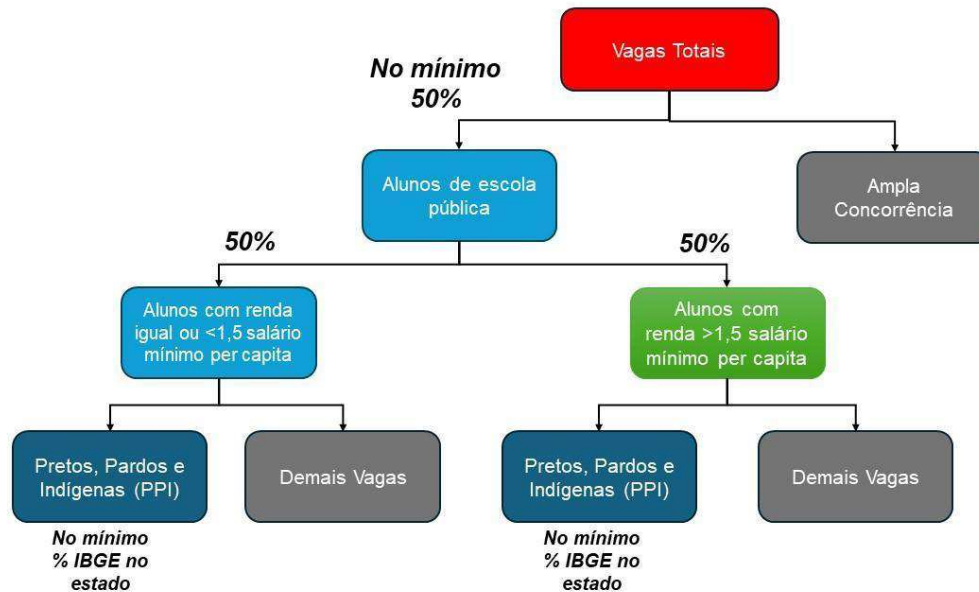 Vagas Totais
No mínimo
50%
Alunos de escola
pública
Ampla
Concorrência
50%
50%
Alunos com renda
igual ou <1,5 salário
mínimo per capita
Alunos com
renda >1,5 salário
mínimo per capita
Pretos, Pardos e
Indígenas (PPI)
Demais Vagas
Pretos, Pardos e
Indígenas (PPI)
Demais Vagas
No mínimo
% IBGE no
estado
No mínimo
% IBGE no
estado